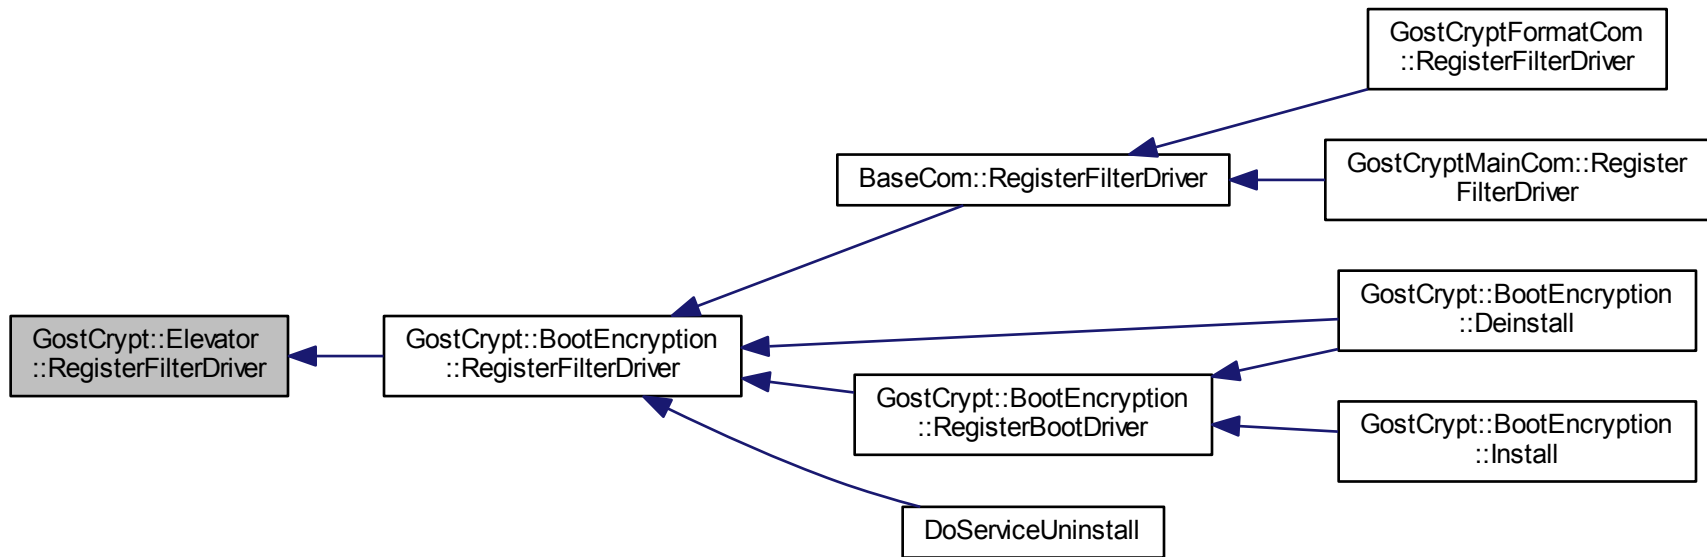 GostCryptFormatCom
::RegisterFilterDriver
BaseCom::RegisterFilterDriver
GostCryptMainCom::Register
FilterDriver
GostCrypt::Elevator
::RegisterFilterDriver
GostCrypt::BootEncryption
::RegisterFilterDriver
GostCrypt::BootEncryption
::Deinstall
GostCrypt::BootEncryption
::RegisterBootDriver
GostCrypt::BootEncryption
::Install
DoServiceUninstall